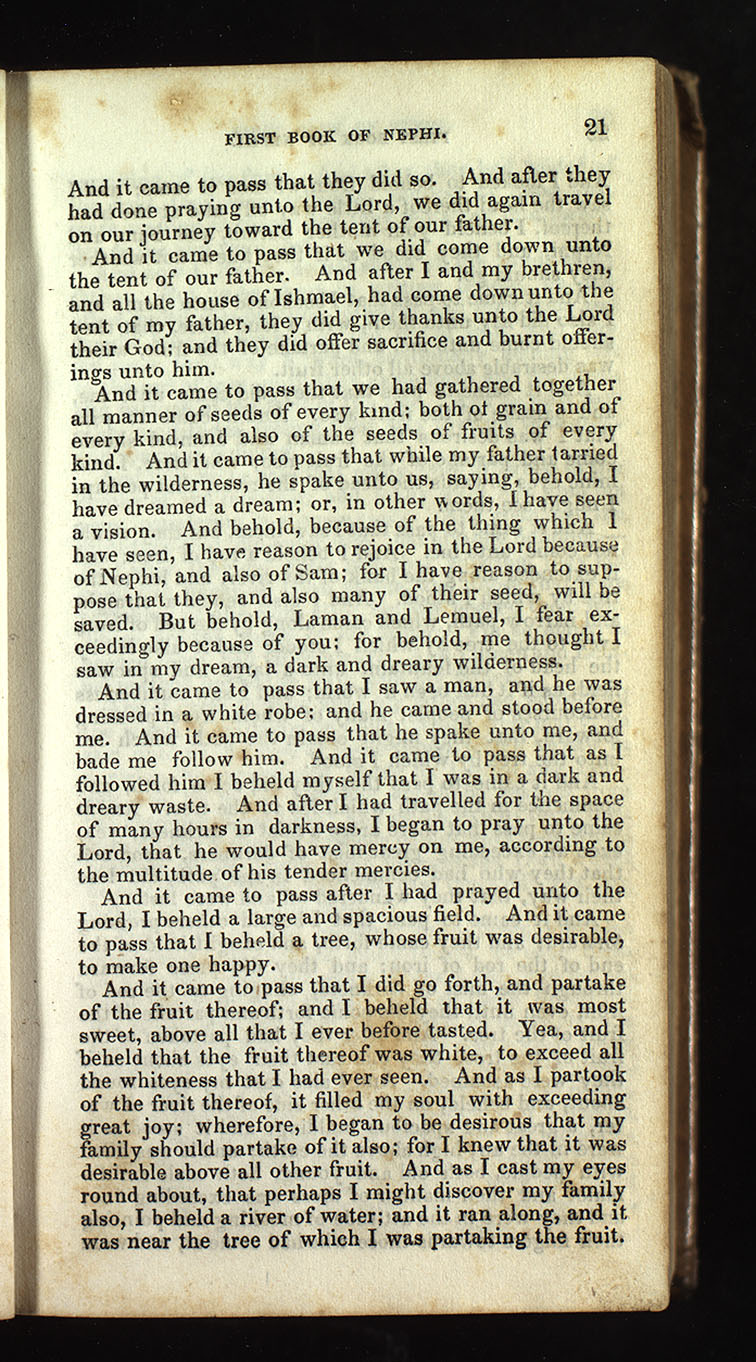 FIRST BOOK OF NEPHI. 21
And it came to pass that they did so. And after they
had done praying unto the Lord, we did again travel
on our journey toward the tent of our father.
And it came to pass that we did come down unto
the tent of our father. And after I and my brethren,
and all the house of Ishmael, had come down unto the
tent of my father, they did give thanks unto the Lord
their God; and they did offer sacrifice and burnt offer-
ings unto him.
And it came to pass that we had gathered together
all manner of seeds of every kind; both of grain and of
every kind, and also of the seeds of fruits of every
kind. And it came to pass that while my father tarried
in the wilderness, he spake unto us, saying, behold, I
have dreamed a dream; or, in other words, I have seen
a vision. And behold, because of the thing which I
have seen, I have reason to rejoice in the Lord because
of Nephi, and also of Sam; for I have reason to sup-
pose that they, and also many of their seed, will be
saved. But behold, Laman and Lemuel, I fear ex-
ceedingly because of you; for behold, me thought I
saw in my dream, a dark and dreary wilderness.
And it came to pass that I saw a man, and he was
dressed in a white robe; and he came and stood before
me. And it came to pass that he spake unto me, and
bade me follow him. And it came to pass that as I
followed him I beheld myself that I was in a dark and
dreary waste. And after I had travelled for the space
of many hours in darkness, I began to pray unto the
Lord, that he would have mercy on me, according to
the multitude of his tender mercies.
And it came to pass after I had prayed unto the
Lord, I beheld a large and spacious field. And it came
to pass that I beheld a tree, whose fruit was desirable,
to make one happy.
And it came to pass that I did go forth, and partake
of the fruit thereof; and I beheld that it was most
sweet, above all that I ever before tasted. Yea, and I
beheld that the fruit thereof was white, to exceed all
the whiteness that I had ever seen. And as I partook
of the fruit thereof, it filled my soul with exceeding
great joy; wherefore, I began to be desirous that my
family should partake of it also; for I knew that it was
desirable above all other fruit. And as I cast my eyes
round about, that perhaps I might discover my family
also, I beheld a river of water; and it ran along, and it
was near the tree of which I was partaking the fruit.